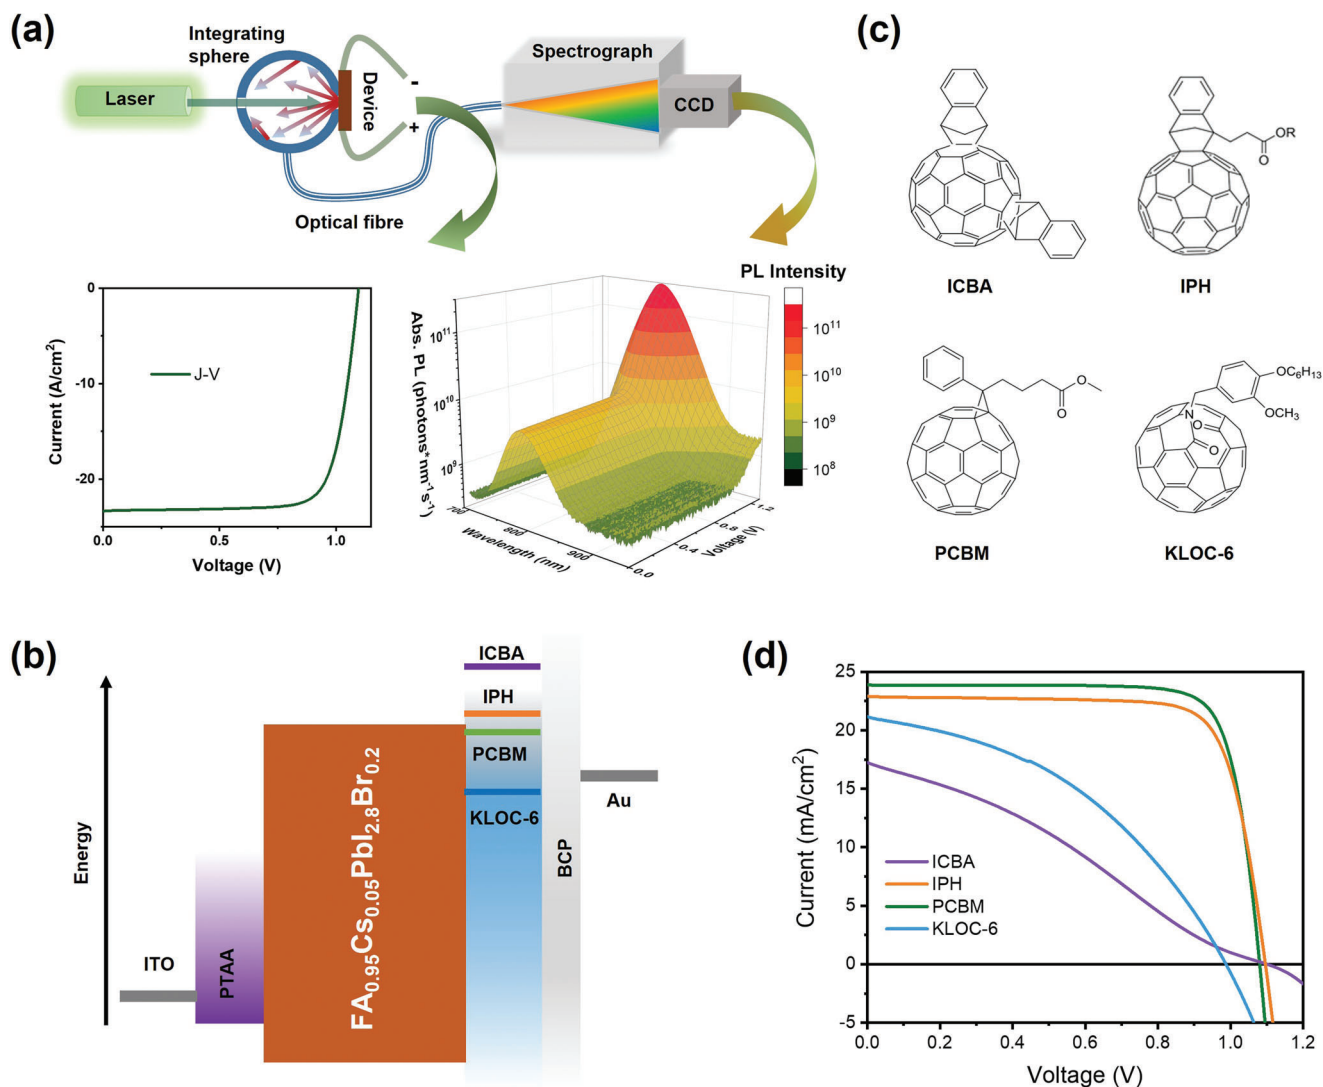 (a)
Integrating
sphere
Laser
Device
-
+
Optical fibre
Spectrograph
CCD
0
-10
-20
Current (A/cm²)
J-V
0.0
0.5
1.0
Voltage (V)
PL Intensity
10¹¹
10¹⁰
10⁹
10⁸
Abs. PL (photons*nm⁻¹s⁻¹)
10¹¹
10¹⁰
10⁹
700
800
900
Wavelength (nm)
0.0
0.4
0.8
1.2
Voltage (V)
(c)
ICBA
OR
O
IPH
O
O
PCBM
OC₆H₁₃
OCH₃
N
O
O
KLOC-6
(b)
Energy
ITO
PTAA
FA₀.₉₅Cs₀.₀₅PbI₂.₈Br₀.₂
ICBA
IPH
PCBM
KLOC-6
BCP
Au
(d)
Current (mA/cm²)
25
20
15
10
5
0
-5
ICBA
IPH
PCBM
KLOC-6
0.0
0.2
0.4
0.6
0.8
1.0
1.2
Voltage (V)